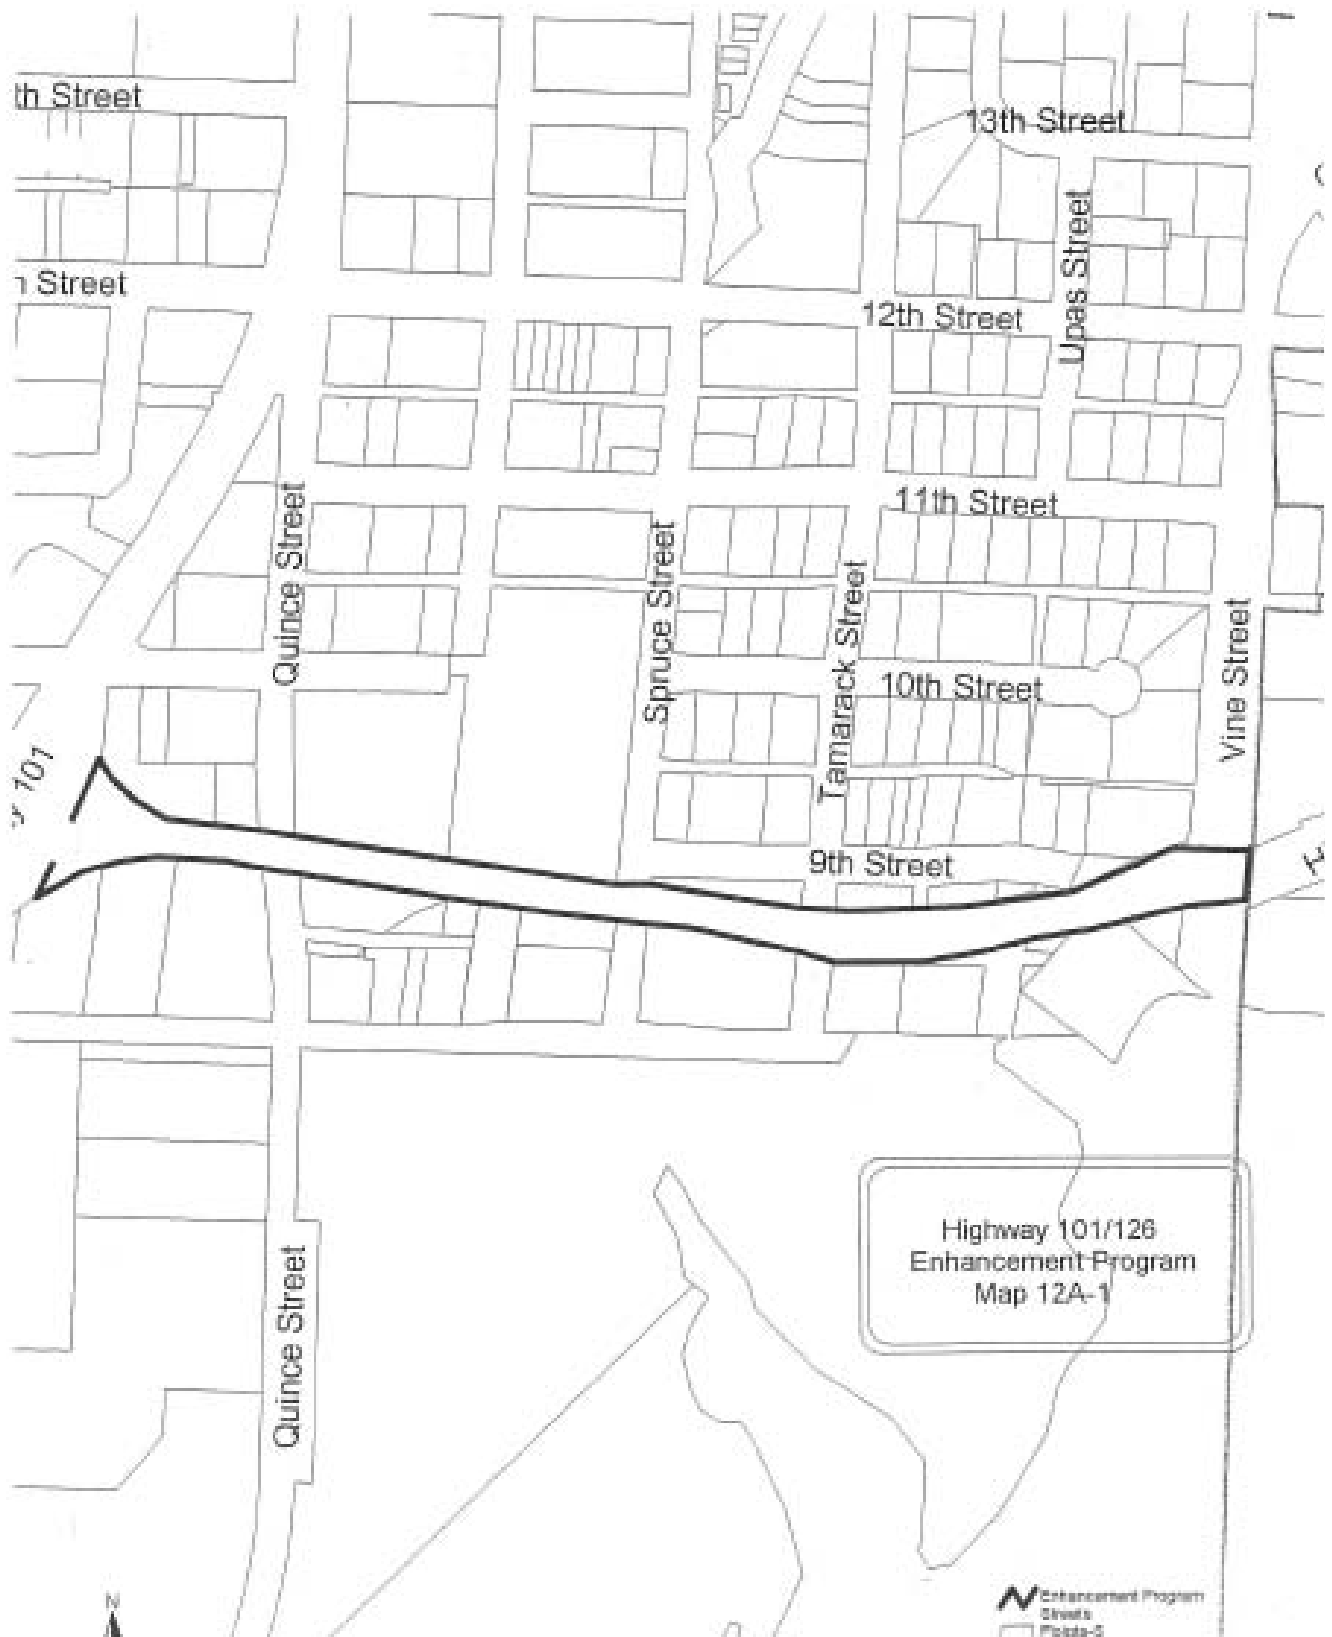 th Street
13th Street
Upas Street
Street
12th Street
11th Street
Quince Street
Spruce Street
Tamarack Street
Vine Street
10th Street
101
9th Street
Highway 101/126
Enhancement Program
Map 12A-1
Quince Street
N
Enhancement Program
Streets